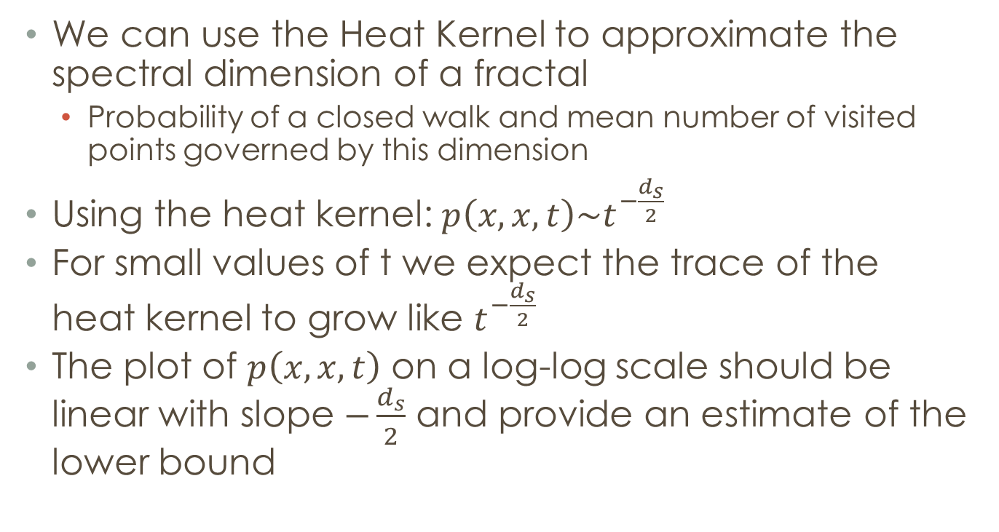 • We can use the Heat Kernel to approximate the
spectral dimension of a fractal
• Probability of a closed walk and mean number of visited
points governed by this dimension
• Using the heat kernel: $p(x, x, t) \sim t^{-\frac{d_S}{2}}$
• For small values of t we expect the trace of the
heat kernel to grow like $t^{-\frac{d_S}{2}}$
• The plot of $p(x, x, t)$ on a log-log scale should be
linear with slope $-\frac{d_S}{2}$ and provide an estimate of the
lower bound